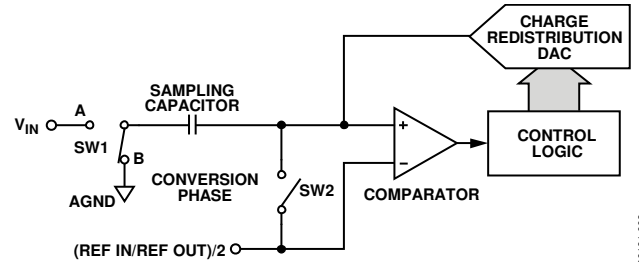 CHARGE
REDISTRIBUTION
DAC
SAMPLING
CAPACITOR
VIN
A
SW1
B
AGND
CONVERSION
PHASE
SW2
+
−
COMPARATOR
CONTROL
LOGIC
(REF IN/REF OUT)/2